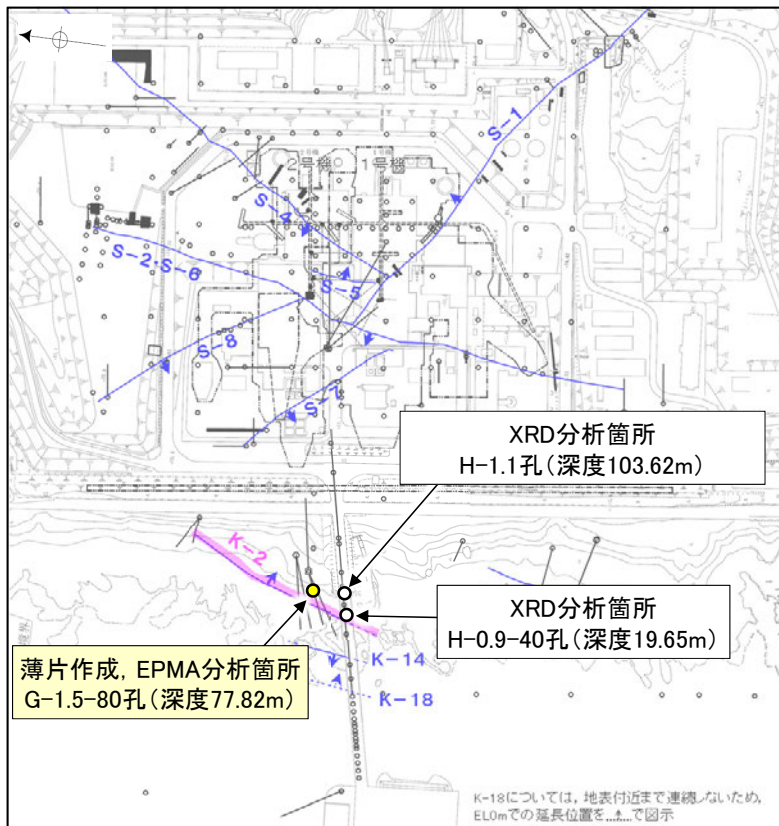 S-1
2号機
1号機
S-4
S-2・S-6
S-5
S-8
S-7
XRD分析箇所
H-1.1孔(深度103.62m)
K-2
XRD分析箇所
H-0.9-40孔(深度19.65m)
薄片作成, EPMA分析箇所
G-1.5-80孔(深度77.82m)
K-14
K-18
K-18については, 地表付近まで連続しないため,
EL0mでの延長位置を で図示